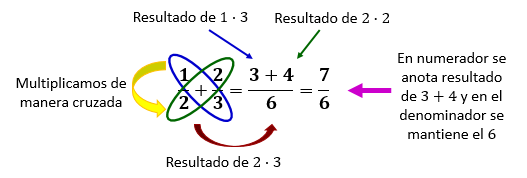 Resultado de 1 · 3
Resultado de 2 · 2
Multiplicamos de
manera cruzada
1/2 + 2/3 = (3 + 4)/6 = 7/6
En numerador se
anota resultado
de 3 + 4 y en el
denominador se
mantiene el 6
Resultado de 2 · 3